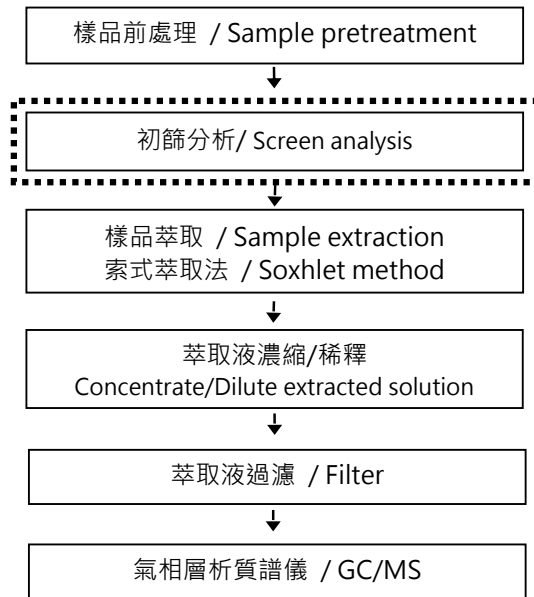 樣品前處理 / Sample pretreatment
初篩分析/ Screen analysis
樣品萃取 / Sample extraction
索式萃取法 / Soxhlet method
萃取液濃縮/稀釋
Concentrate/Dilute extracted solution
萃取液過濾 / Filter
氣相層析質譜儀 / GC/MS